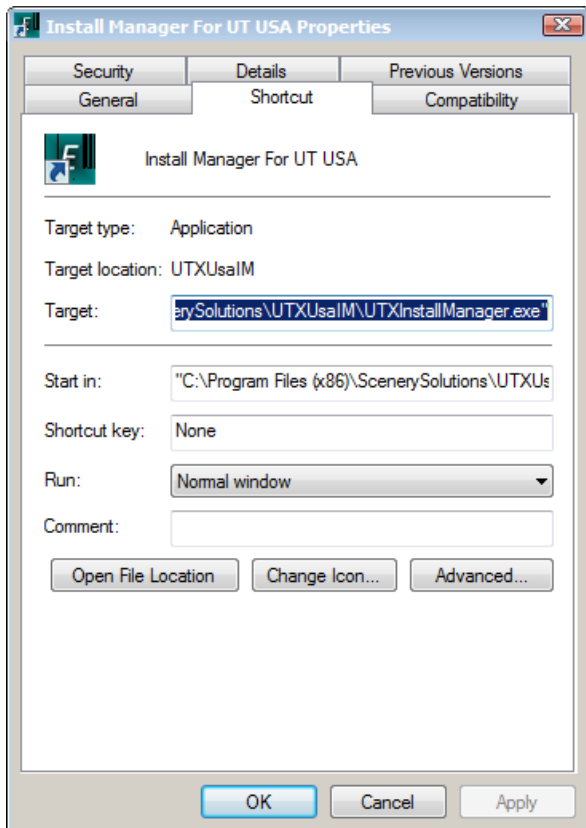 Install Manager For UT USA Properties
Security Details Previous Versions
General Shortcut Compatibility
Install Manager For UT USA
Target type: Application
Target location: UTXUsaIM
Target: erySolutions\UTXUsaIM\UTXInstallManager.exe"
Start in: "C:\Program Files (x86)\ScenerySolutions\UTXUs
Shortcut key: None
Run: Normal window
Comment:
Open File Location Change Icon... Advanced...
OK Cancel Apply